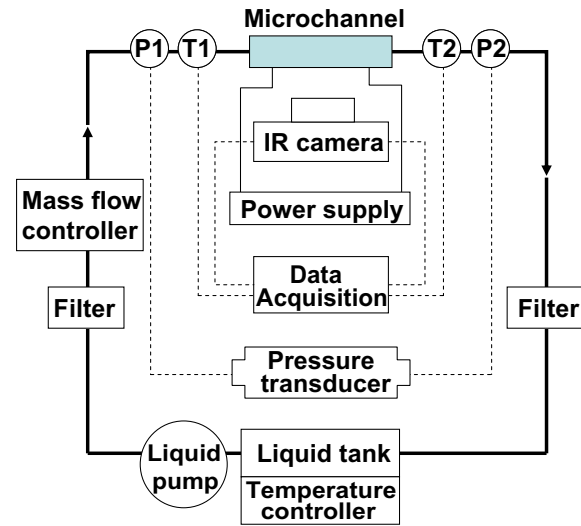 Microchannel
P1
T1
T2
P2
IR camera
Power supply
Mass flow
controller
Data
Acquisition
Filter
Filter
Pressure
transducer
Liquid
pump
Liquid tank
Temperature
controller